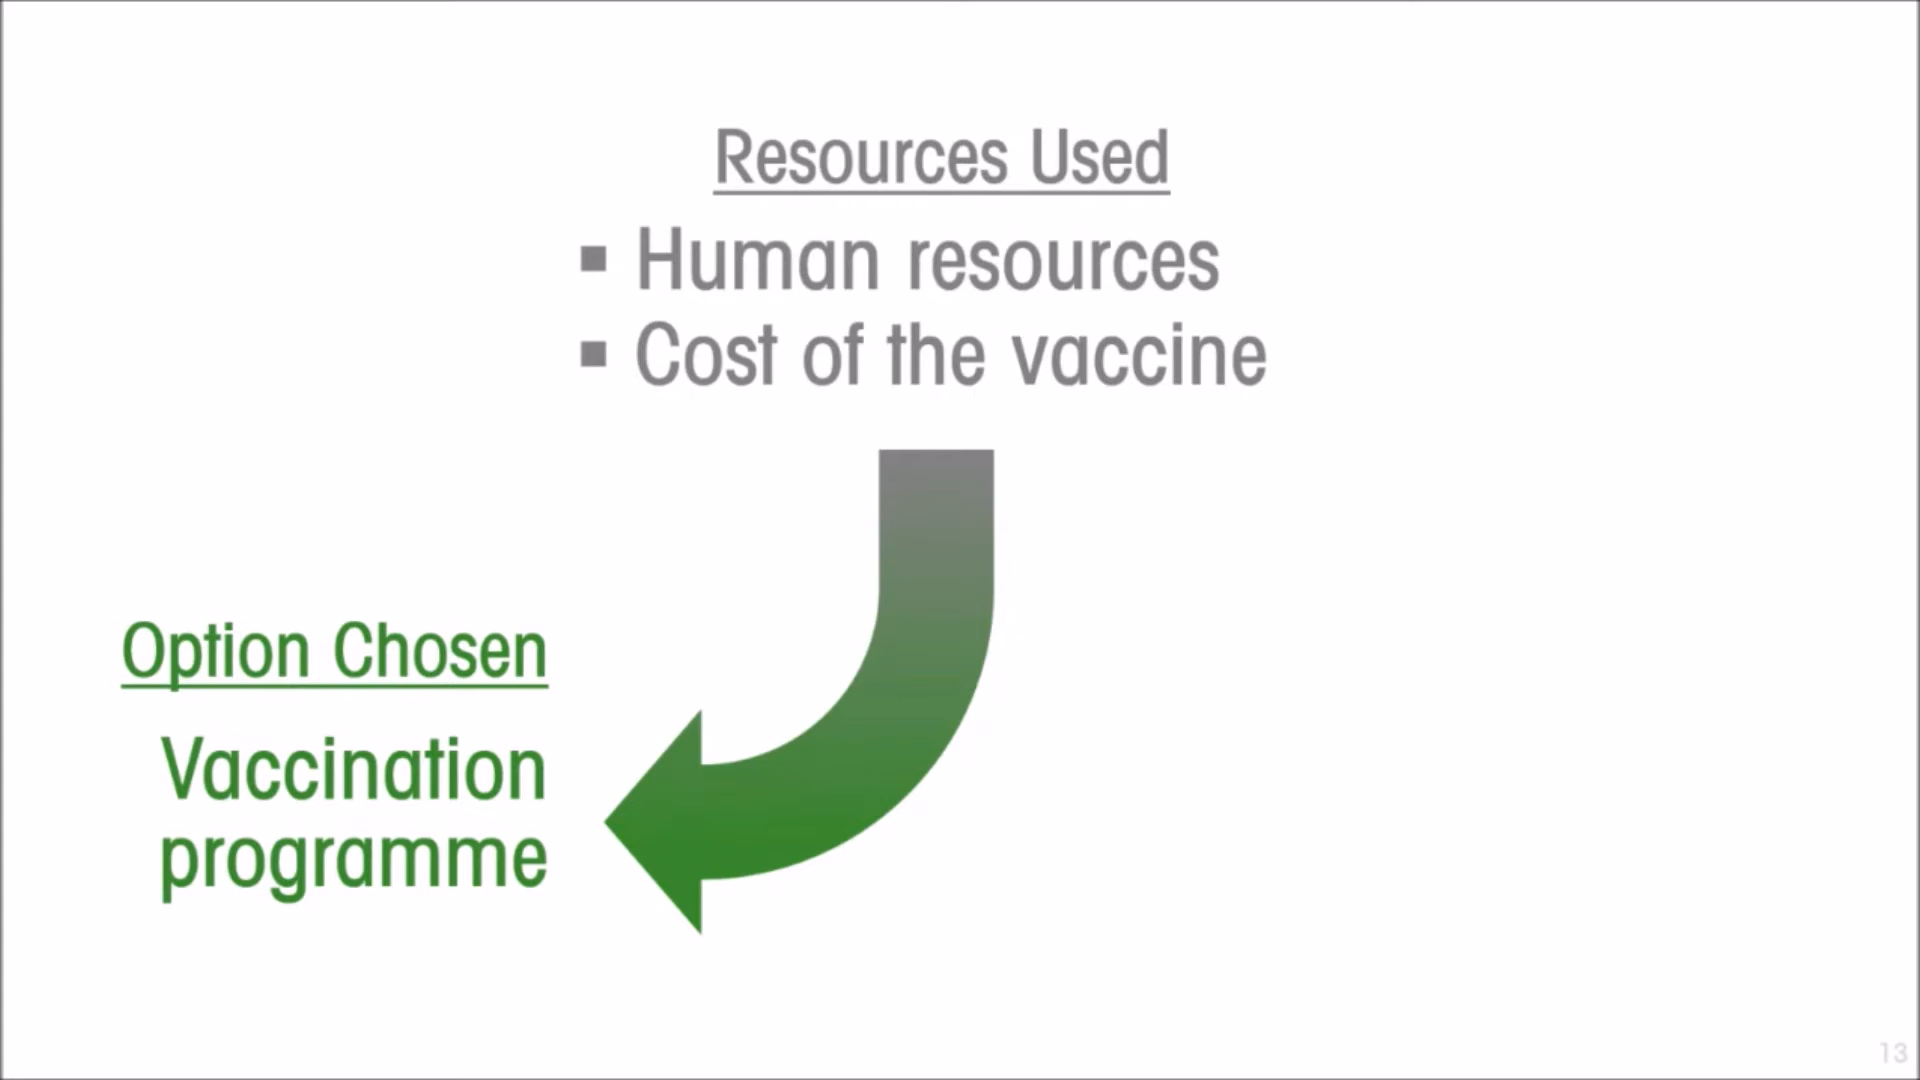 Resources Used
▪ Human resources
▪ Cost of the vaccine
Option Chosen
Vaccination
programme
13